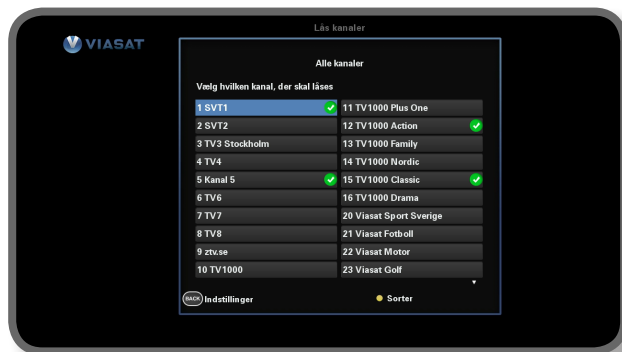 Lås kanaler
VIASAT
Alle kanaler
Vælg hvilken kanal, der skal låses
1 SVT1
2 SVT2
3 TV3 Stockholm
4 TV4
5 Kanal 5
6 TV6
7 TV7
8 TV8
9 ztv.se
10 TV1000
11 TV1000 Plus One
12 TV1000 Action
13 TV1000 Family
14 TV1000 Nordic
15 TV1000 Classic
16 TV1000 Drama
20 Viasat Sport Sverige
21 Viasat Fotboll
22 Viasat Motor
23 Viasat Golf
BACK Indstillinger
Sorter